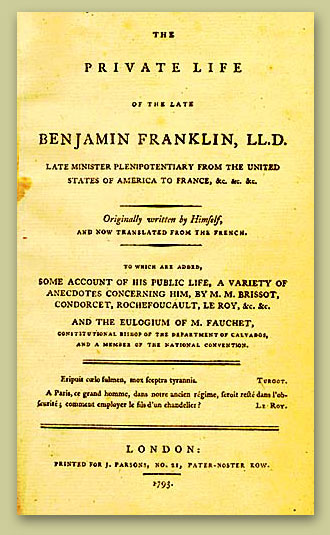 THE
PRIVATE LIFE
OF THE LATE
BENJAMIN FRANKLIN, LL.D.
LATE MINISTER PLENIPOTENTIARY FROM THE UNITED
STATES OF AMERICA TO FRANCE, &c. &c. &c.
Originally written by Himself,
AND NOW TRANSLATED FROM THE FRENCH.
TO WHICH ARE ADDED,
SOME ACCOUNT OF HIS PUBLIC LIFE, A VARIETY OF
ANECDOTES CONCERNING HIM, BY M. M. BRISSOT,
CONDORCET, ROCHEFOUCAULT, LE ROY, &c. &c.
AND THE EULOGIUM OF M. FAUCHET,
CONSTITUTIONAL BISHOP OF THE DEPARTMENT OF CALVADOS,
AND A MEMBER OF THE NATIONAL CONVENTION.
Eripuit cœlo fulmen, mox sceptra tyrannis. TURGOT.
A Paris, ce grand homme, dans notre ancien régime, seroit resté dans l'ob-
scurité; comment employer le fils d'un chandelier? LE ROY.
LONDON:
PRINTED FOR J. PARSONS, NO. 21, PATER-NOSTER ROW.
1793.